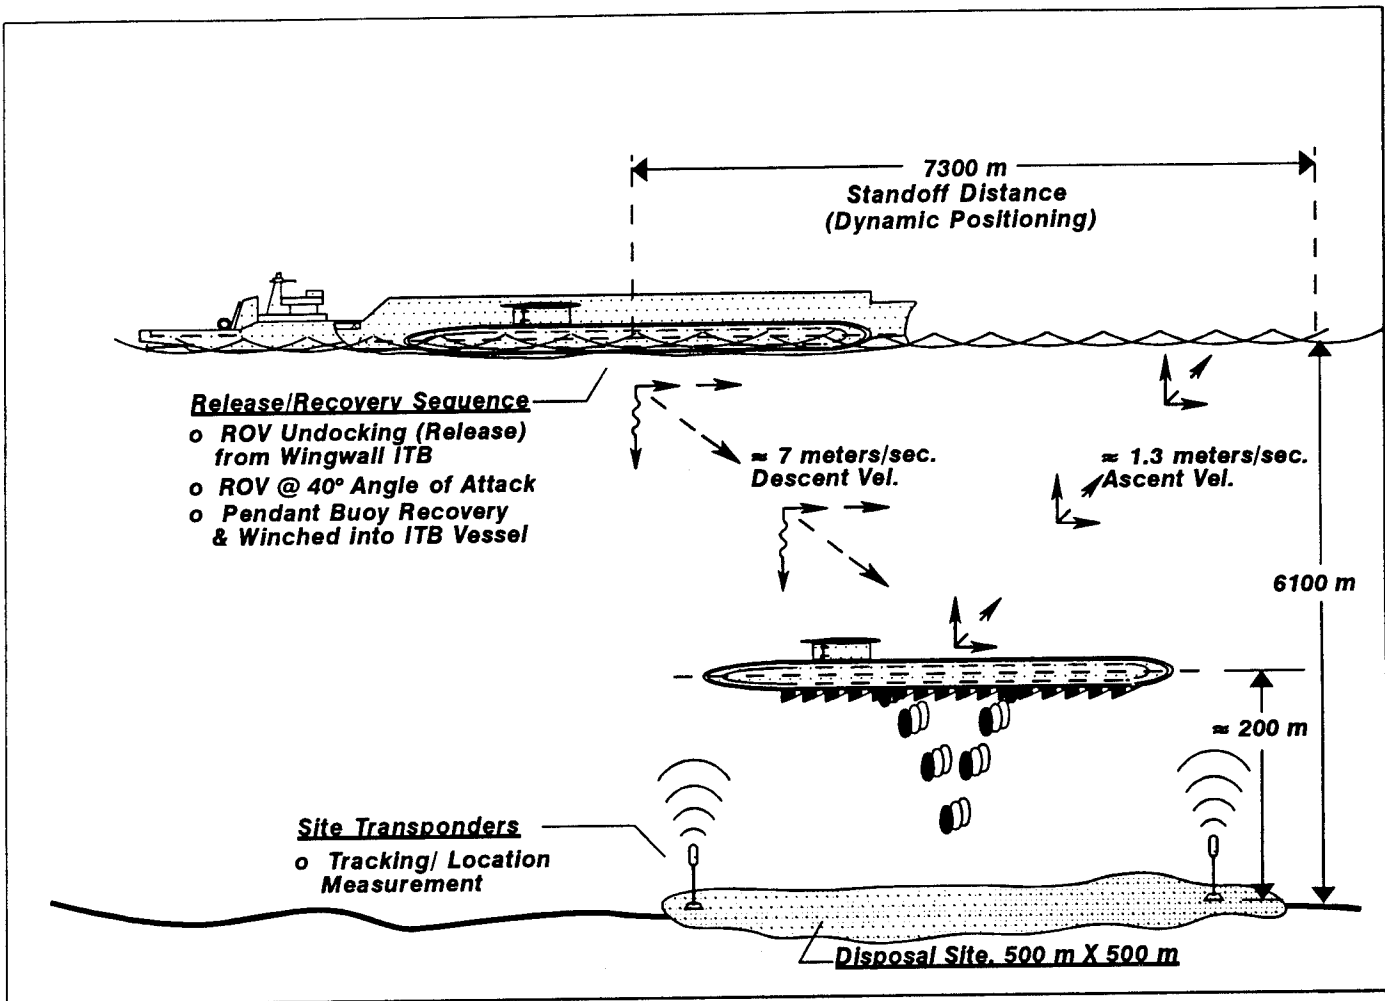 7300 m
Standoff Distance
(Dynamic Positioning)
Release/Recovery Sequence
o ROV Undocking (Release)
from Wingwall ITB
o ROV @ 40° Angle of Attack
o Pendant Buoy Recovery
& Winched into ITB Vessel
≈ 7 meters/sec.
Descent Vel.
≈ 1.3 meters/sec.
Ascent Vel.
6100 m
≈ 200 m
Site Transponders
o Tracking/ Location
Measurement
Disposal Site, 500 m X 500 m